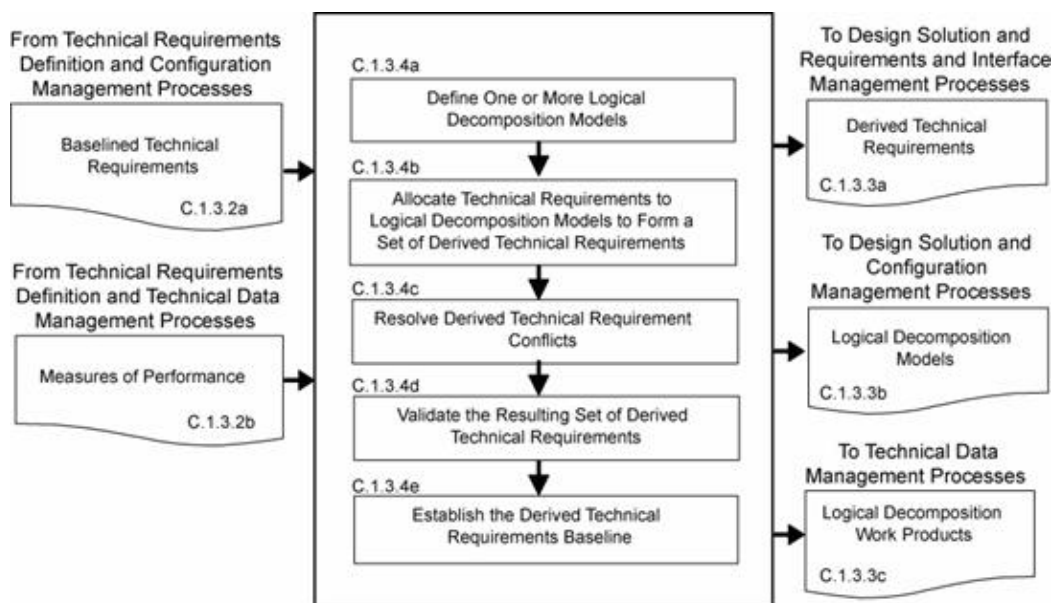 From Technical Requirements
Definition and Configuration
Management Processes
Baselined Technical
Requirements
C.1.3.2a
From Technical Requirements
Definition and Technical Data
Management Processes
Measures of Performance
C.1.3.2b
C.1.3.4a
Define One or More Logical
Decomposition Models
C.1.3.4b
Allocate Technical Requirements to
Logical Decomposition Models to Form a
Set of Derived Technical Requirements
C.1.3.4c
Resolve Derived Technical Requirement
Conflicts
C.1.3.4d
Validate the Resulting Set of Derived
Technical Requirements
C.1.3.4e
Establish the Derived Technical
Requirements Baseline
To Design Solution and
Requirements and Interface
Management Processes
Derived Technical
Requirements
C.1.3.3a
To Design Solution and
Configuration
Management Processes
Logical Decomposition
Models
C.1.3.3b
To Technical Data
Management Processes
Logical Decomposition
Work Products
C.1.3.3c